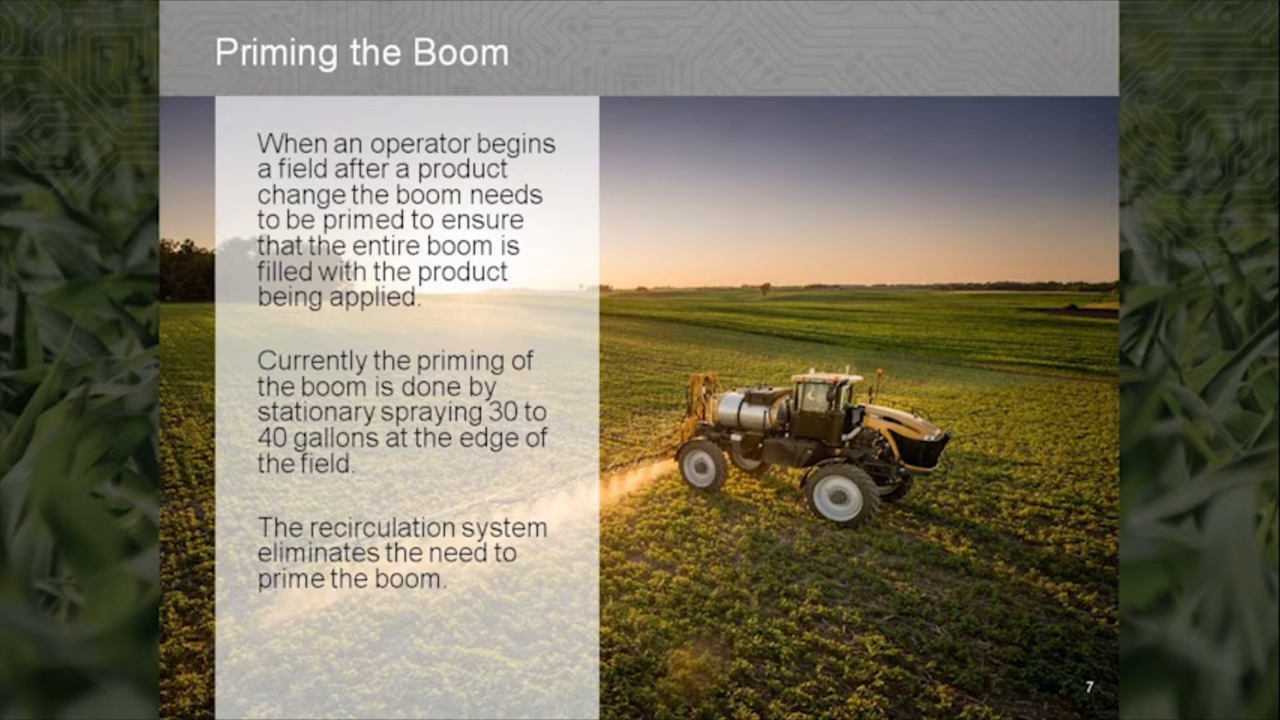 Priming the Boom
When an operator begins
a field after a product
change the boom needs
to be primed to ensure
that the entire boom is
filled with the product
being applied.
Currently the priming of
the boom is done by
stationary spraying 30 to
40 gallons at the edge of
the field.
The recirculation system
eliminates the need to
prime the boom.
7